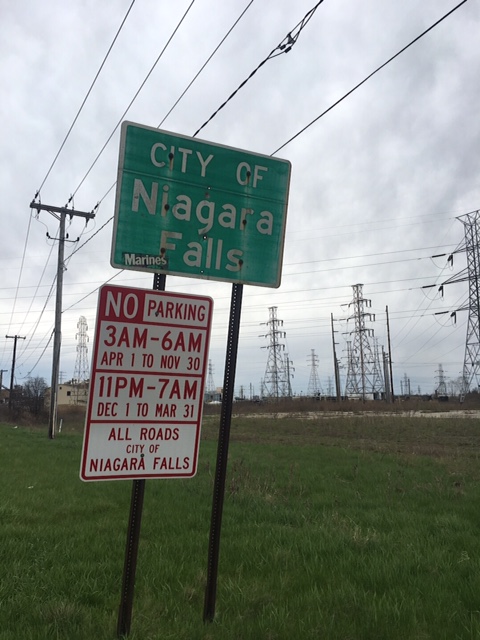 CITY OF
Niagara
Falls
Marines
NO PARKING
3AM-6AM
APR 1 TO NOV 30
11PM-7AM
DEC 1 TO MAR 31
ALL ROADS
CITY OF
NIAGARA FALLS